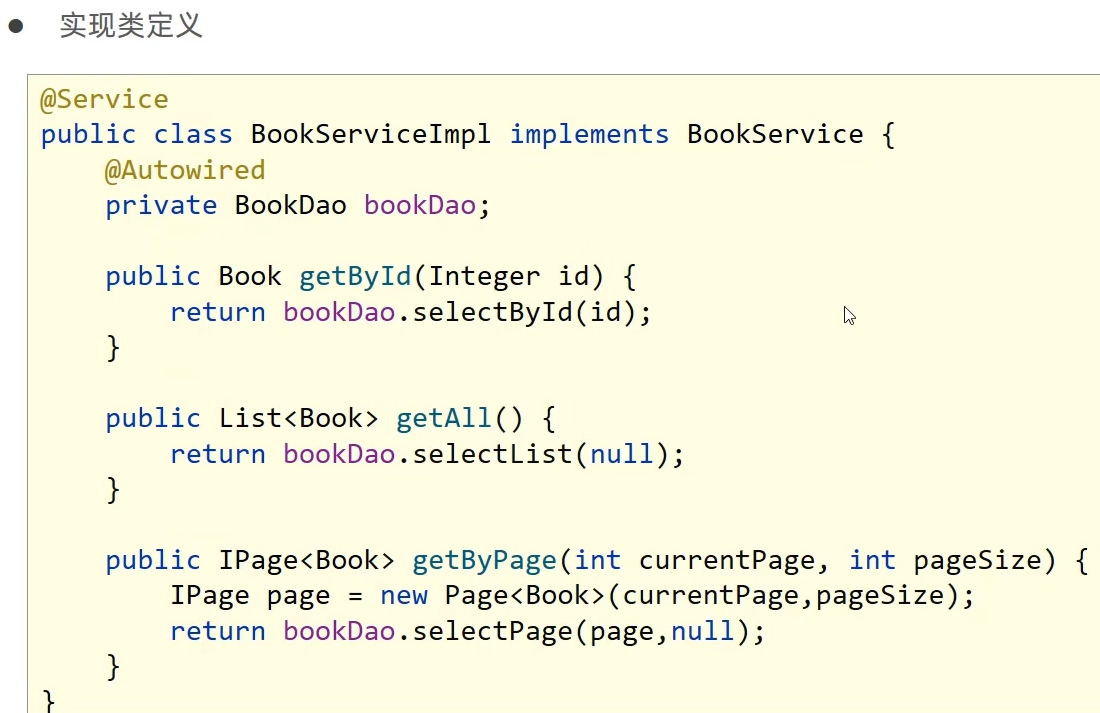 ● 实现类定义
@Service
public class BookServiceImpl implements BookService {
    @Autowired
    private BookDao bookDao;

    public Book getById(Integer id) {
        return bookDao.selectById(id);
    }

    public List<Book> getAll() {
        return bookDao.selectList(null);
    }

    public IPage<Book> getByPage(int currentPage, int pageSize) {
        IPage page = new Page<Book>(currentPage,pageSize);
        return bookDao.selectPage(page,null);
    }
}